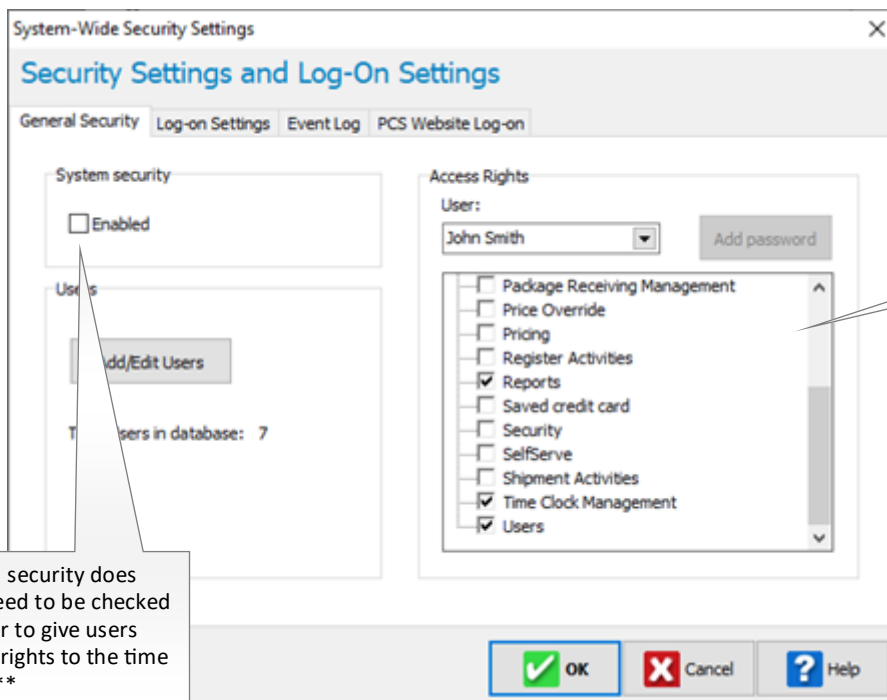 System-Wide Security Settings
Security Settings and Log-On Settings
General Security Log-on Settings Event Log PCS Website Log-on
System security
Enabled
Users
Add/Edit Users
sers in database: 7
Access Rights
User:
John Smith
Add password
Package Receiving Management
Price Override
Pricing
Register Activities
Reports
Saved credit card
Security
SelfServe
Shipment Activities
Time Clock Management
Users
security does
eed to be checked
r to give users
rights to the time
**
OK Cancel Help